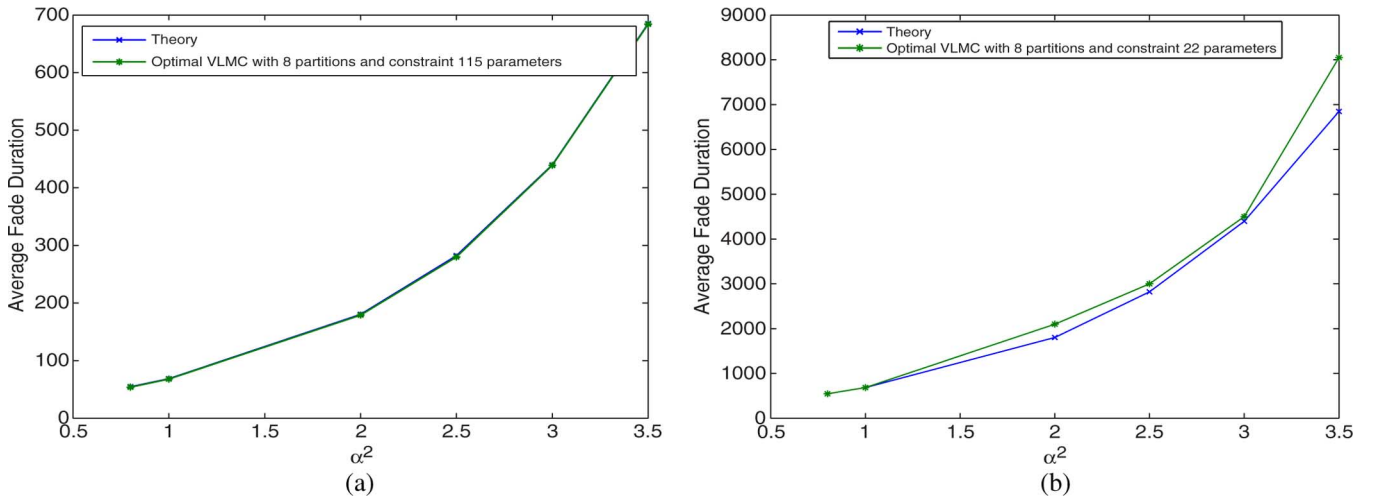 700
600
500
400
300
200
100
0
Average Fade Duration
Theory
Optimal VLMC with 8 partitions and constraint 115 parameters
0.5 1 1.5 2 2.5 3 3.5
α²
(a)
9000
8000
7000
6000
5000
4000
3000
2000
1000
0
Average Fade Duration
Theory
Optimal VLMC with 8 partitions and constraint 22 parameters
0.5 1 1.5 2 2.5 3 3.5
α²
(b)